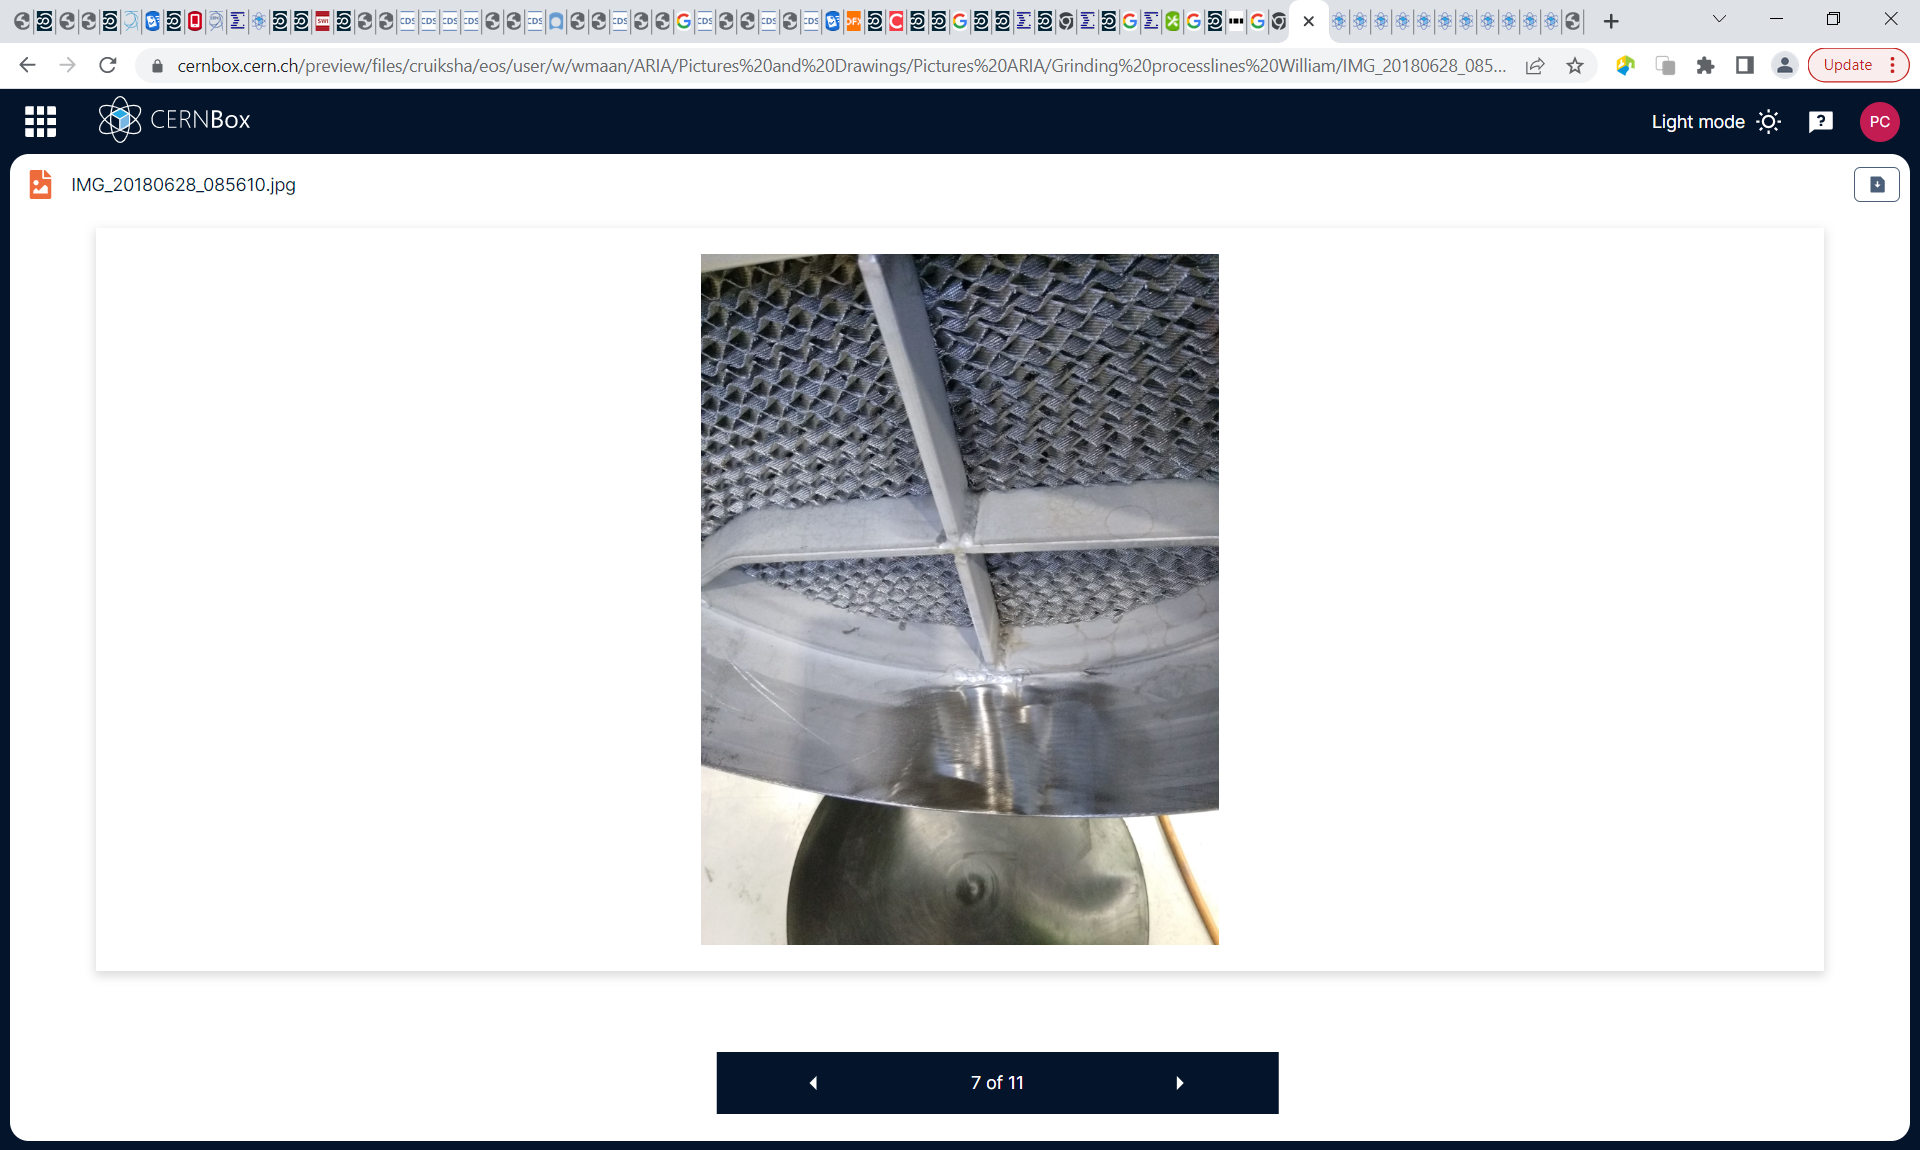 cernbox.cern.ch/preview/files/cruiksha/eos/user/w/wmaan/ARIA/Pictures%20and%20Drawings/Pictures%20ARIA/Grinding%20processlines%20William/IMG_20180628_085...
Update
CERNBox
Light mode
PC
IMG_20180628_085610.jpg
7 of 11